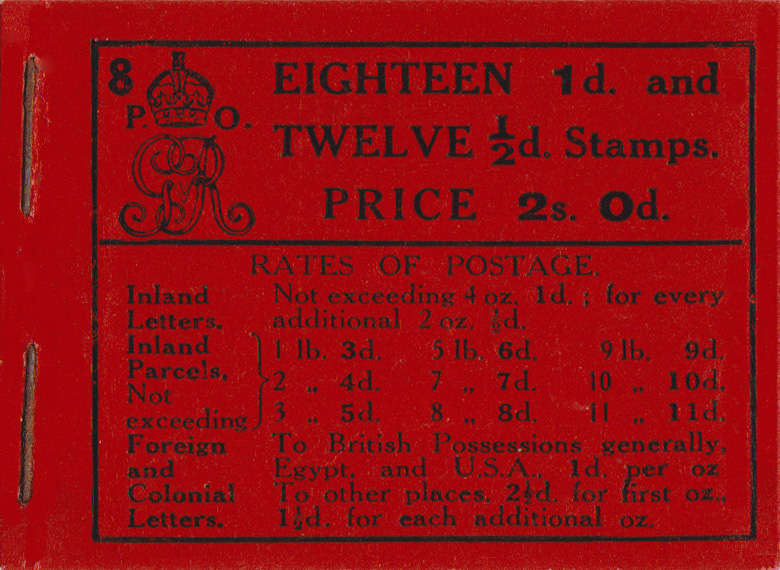 8
P. O.
GvR
EIGHTEEN 1d. and
TWELVE ½d. Stamps.
PRICE 2s. 0d.
RATES OF POSTAGE.
Inland Letters. Not exceeding 4 oz. 1d. ; for every additional 2 oz. ½d.
Inland Parcels. Not exceeding
1 lb. 3d. 5 lb. 6d. 9 lb. 9d.
2 „ 4d. 7 „ 7d. 10 „ 10d.
3 „ 5d. 8 „ 8d. 11 „ 11d.
Foreign and Colonial Letters.
To British Possessions generally,
Egypt, and U.S.A., 1d. per oz
To other places, 2½d. for first oz.,
1½d. for each additional oz.